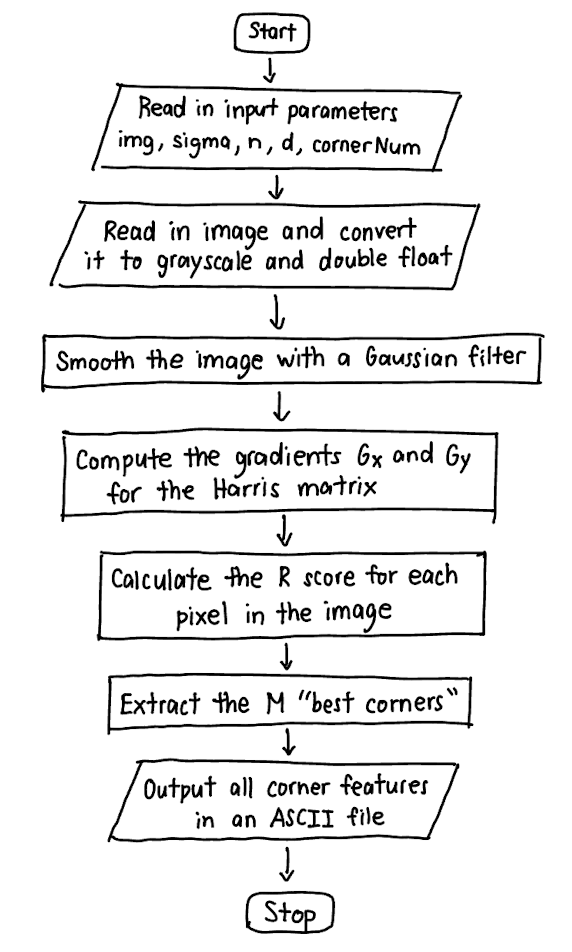 Start
Read in input parameters
img, sigma, n, d, cornerNum
Read in image and convert
it to grayscale and double float
Smooth the image with a Gaussian filter
Compute the gradients Gx and Gy
for the Harris matrix
Calculate the R score for each
pixel in the image
Extract the M "best corners"
Output all corner features
in an ASCII file
Stop